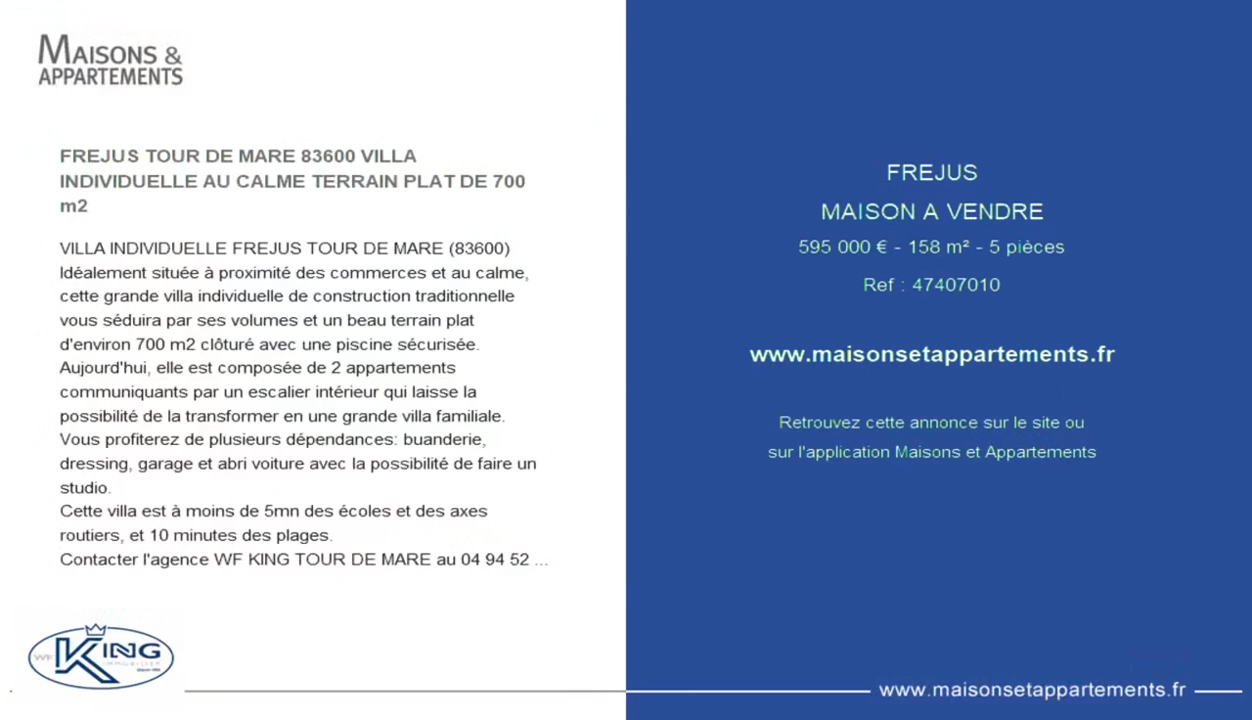 MAISONS &
APPARTEMENTS
FREJUS TOUR DE MARE 83600 VILLA
INDIVIDUELLE AU CALME TERRAIN PLAT DE 700
m2
VILLA INDIVIDUELLE FREJUS TOUR DE MARE (83600)
Idéalement située à proximité des commerces et au calme,
cette grande villa individuelle de construction traditionnelle
vous séduira par ses volumes et un beau terrain plat
d'environ 700 m2 clôturé avec une piscine sécurisée.
Aujourd'hui, elle est composée de 2 appartements
communiquants par un escalier intérieur qui laisse la
possibilité de la transformer en une grande villa familiale.
Vous profiterez de plusieurs dépendances: buanderie,
dressing, garage et abri voiture avec la possibilité de faire un
studio.
Cette villa est à moins de 5mn des écoles et des axes
routiers, et 10 minutes des plages.
Contacter l'agence WF KING TOUR DE MARE au 04 94 52 ...
WF KING
IMMOBILIER
FREJUS
MAISON A VENDRE
595 000 € - 158 m² - 5 pièces
Ref : 47407010
www.maisonsetappartements.fr
Retrouvez cette annonce sur le site ou
sur l'application Maisons et Appartements
www.maisonsetappartements.fr